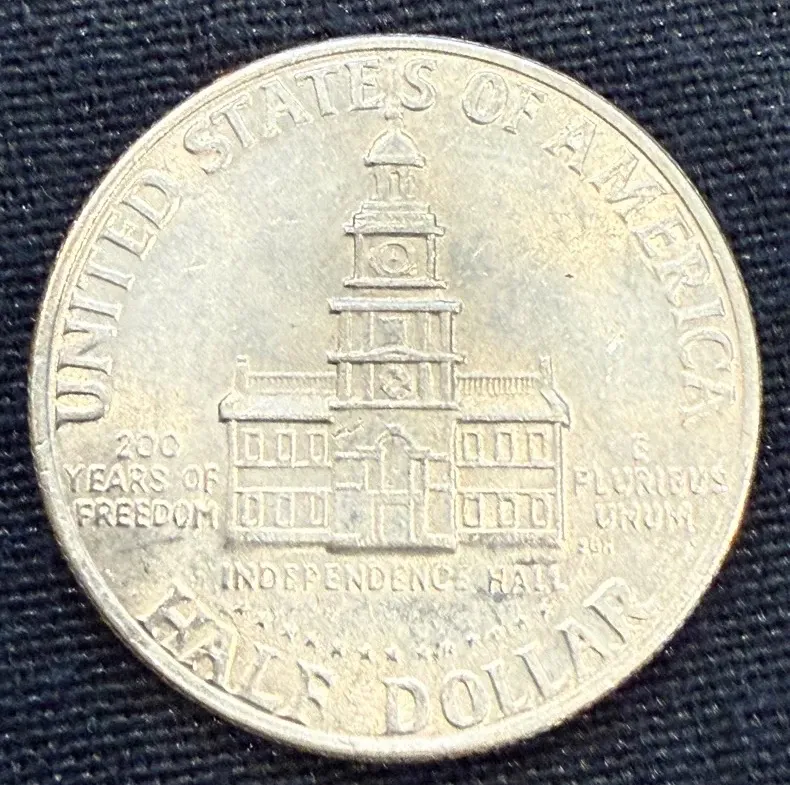 UNITED STATES OF AMERICA
200
YEARS OF
FREEDOM
E
PLURIBUS
UNUM
INDEPENDENCE HALL
HALF DOLLAR